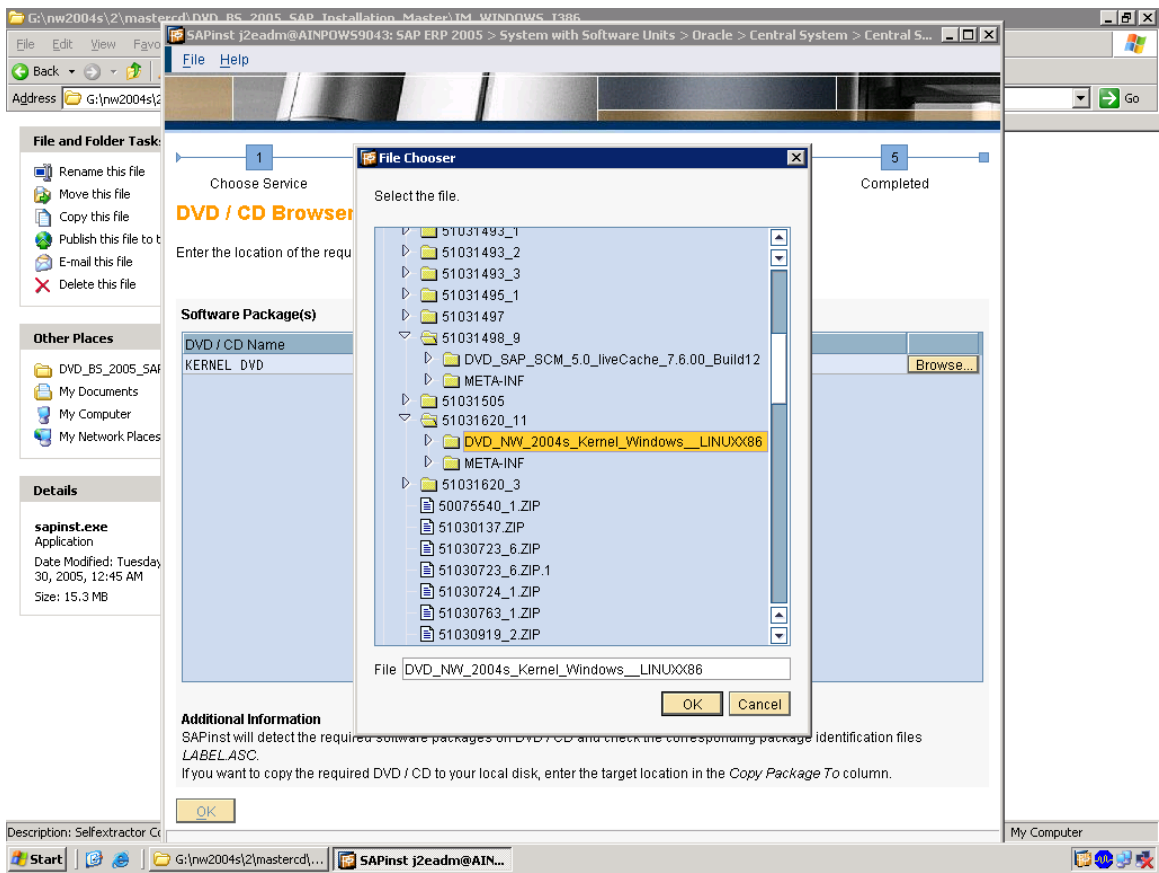 G:\nw2004s\2\mastercd\DVD_BS_2005_SAP_Installation_Master\IM_WINDOWS_I386
File Edit View Favo
Back
Address G:\nw2004s\2
Go
File and Folder Task
Rename this file
Move this file
Copy this file
Publish this file to t
E-mail this file
Delete this file
Other Places
DVD_BS_2005_SAP
My Documents
My Computer
My Network Places
Details
sapinst.exe
Application
Date Modified: Tuesday
30, 2005, 12:45 AM
Size: 15.3 MB
SAPinst j2eadm@AINPOWS9043: SAP ERP 2005 > System with Software Units > Oracle > Central System > Central S...
File Help
1
Choose Service
5
Completed
DVD / CD Browser
Enter the location of the requ
Software Package(s)
DVD / CD Name
KERNEL DVD
Browse...
File Chooser
Select the file.
51031493_1
51031493_2
51031493_3
51031495_1
51031497
51031498_9
DVD_SAP_SCM_5.0_liveCache_7.6.00_Build12
META-INF
51031505
51031620_11
DVD_NW_2004s_Kernel_Windows__LINUXX86
META-INF
51031620_3
50075540_1.ZIP
51030137.ZIP
51030723_6.ZIP
51030723_6.ZIP.1
51030724_1.ZIP
51030763_1.ZIP
51030919_2.ZIP
File DVD_NW_2004s_Kernel_Windows__LINUXX86
OK Cancel
Additional Information
SAPinst will detect the required software packages on DVD / CD and check the corresponding package identification files
LABEL.ASC.
If you want to copy the required DVD / CD to your local disk, enter the target location in the Copy Package To column.
OK
Description: Selfextractor Co
My Computer
Start
G:\nw2004s\2\mastercd\...
SAPinst j2eadm@AIN...